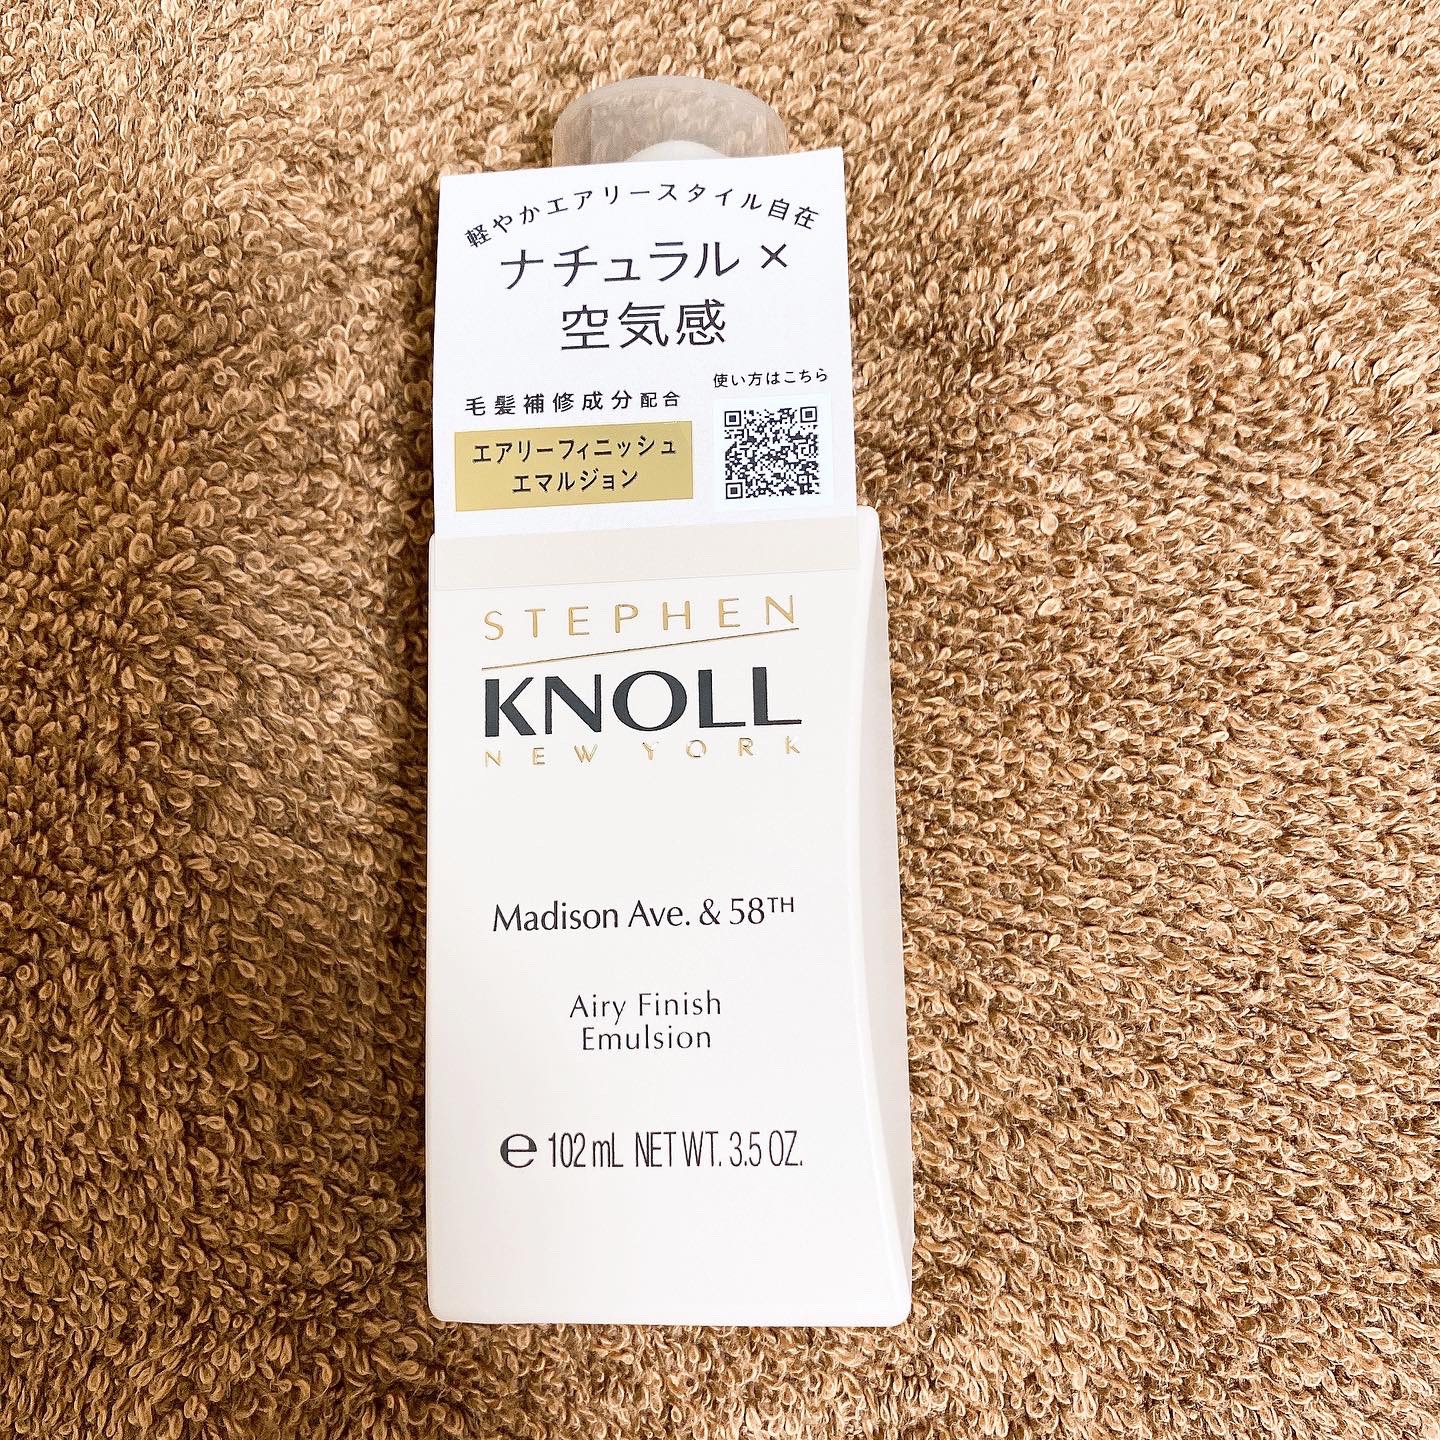 軽やかエアリースタイル自在
ナチュラル×
空気感
使い方はこちら
毛髪補修成分配合
エアリーフィニッシュ
エマルジョン
STEPHEN
KNOLL
NEW YORK
Madison Ave. & 58TH
Airy Finish
Emulsion
℮ 102 mL NET WT. 3.5 OZ.